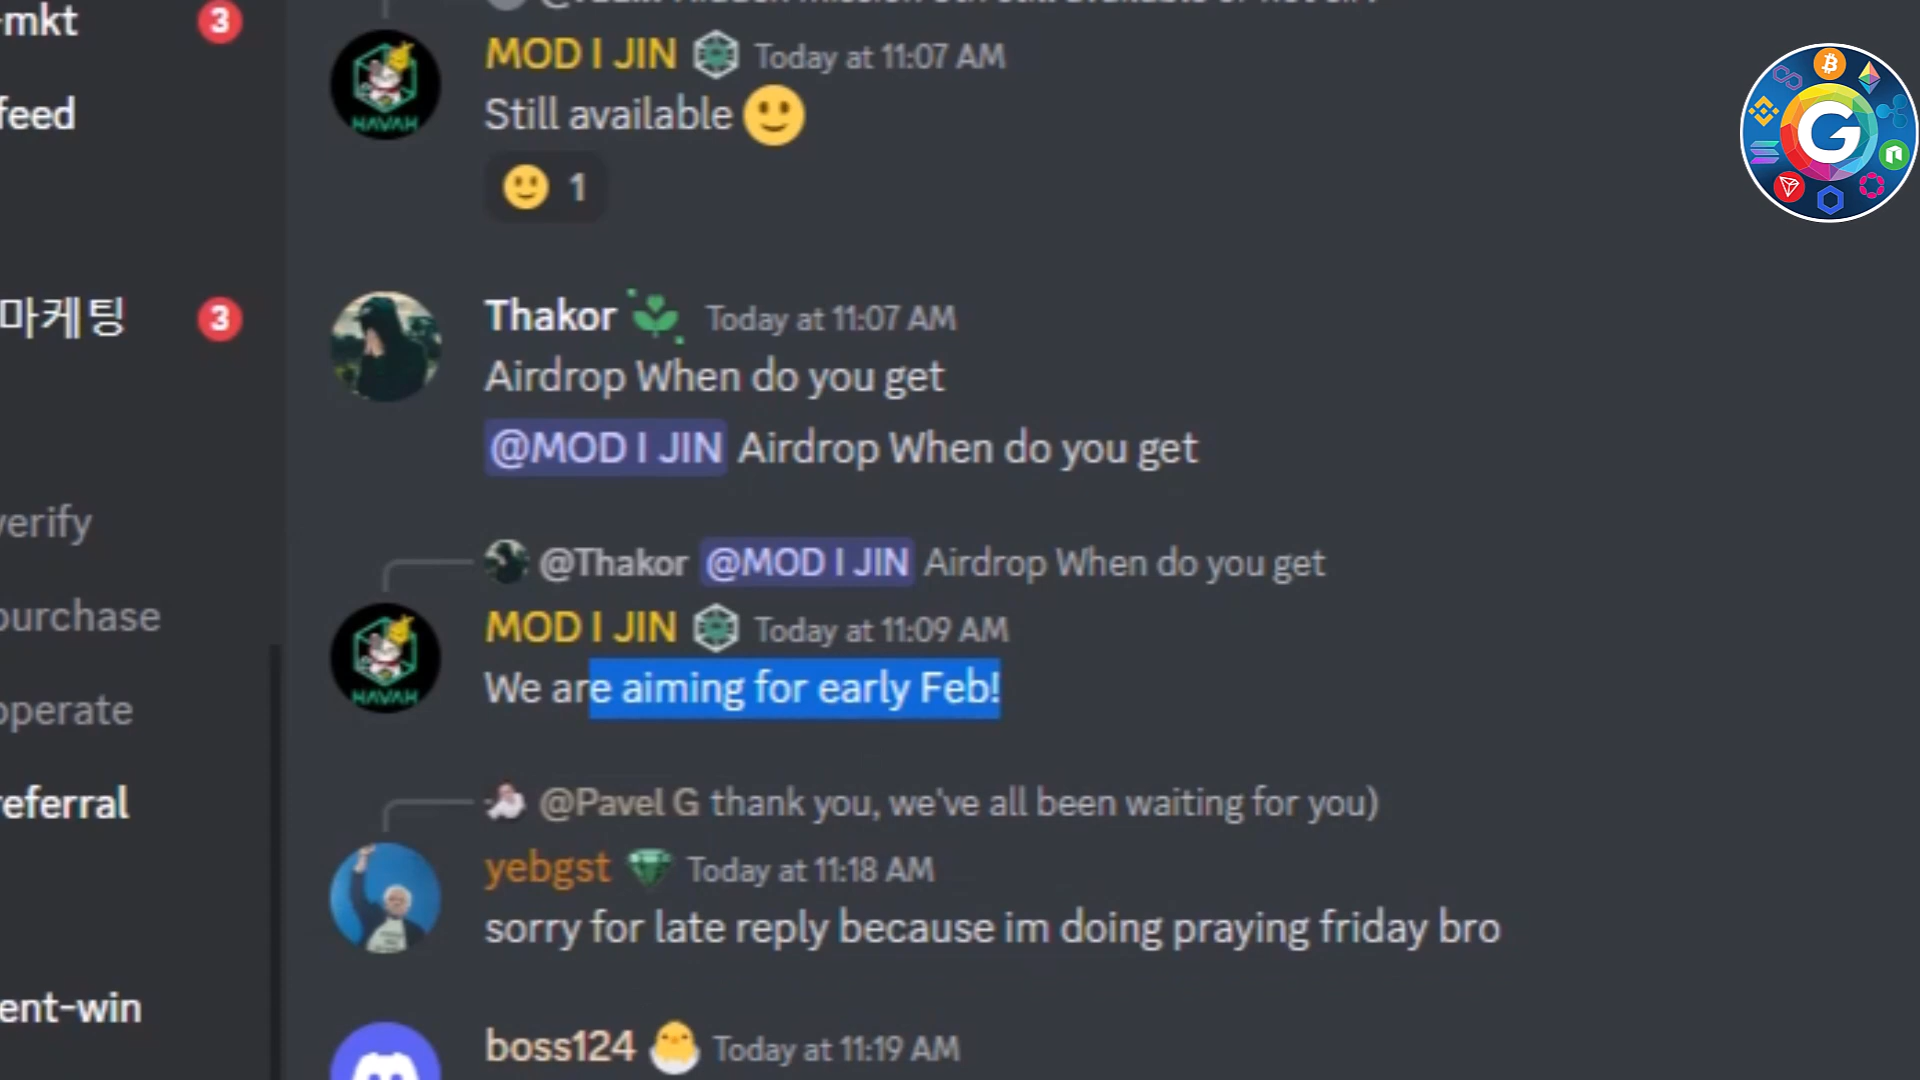 -mkt
3
MOD I JIN Today at 11:07 AM
feed
Still available
1
HAVAH
마케팅
3
Thakor Today at 11:07 AM
Airdrop When do you get
@MOD I JIN Airdrop When do you get
verify
@Thakor @MOD I JIN Airdrop When do you get
purchase
MOD I JIN Today at 11:09 AM
We are aiming for early Feb!
HAVAH
operate
referral
@Pavel G thank you, we've all been waiting for you)
yebgst Today at 11:18 AM
sorry for late reply because im doing praying friday bro
ent-win
boss124 Today at 11:19 AM
G